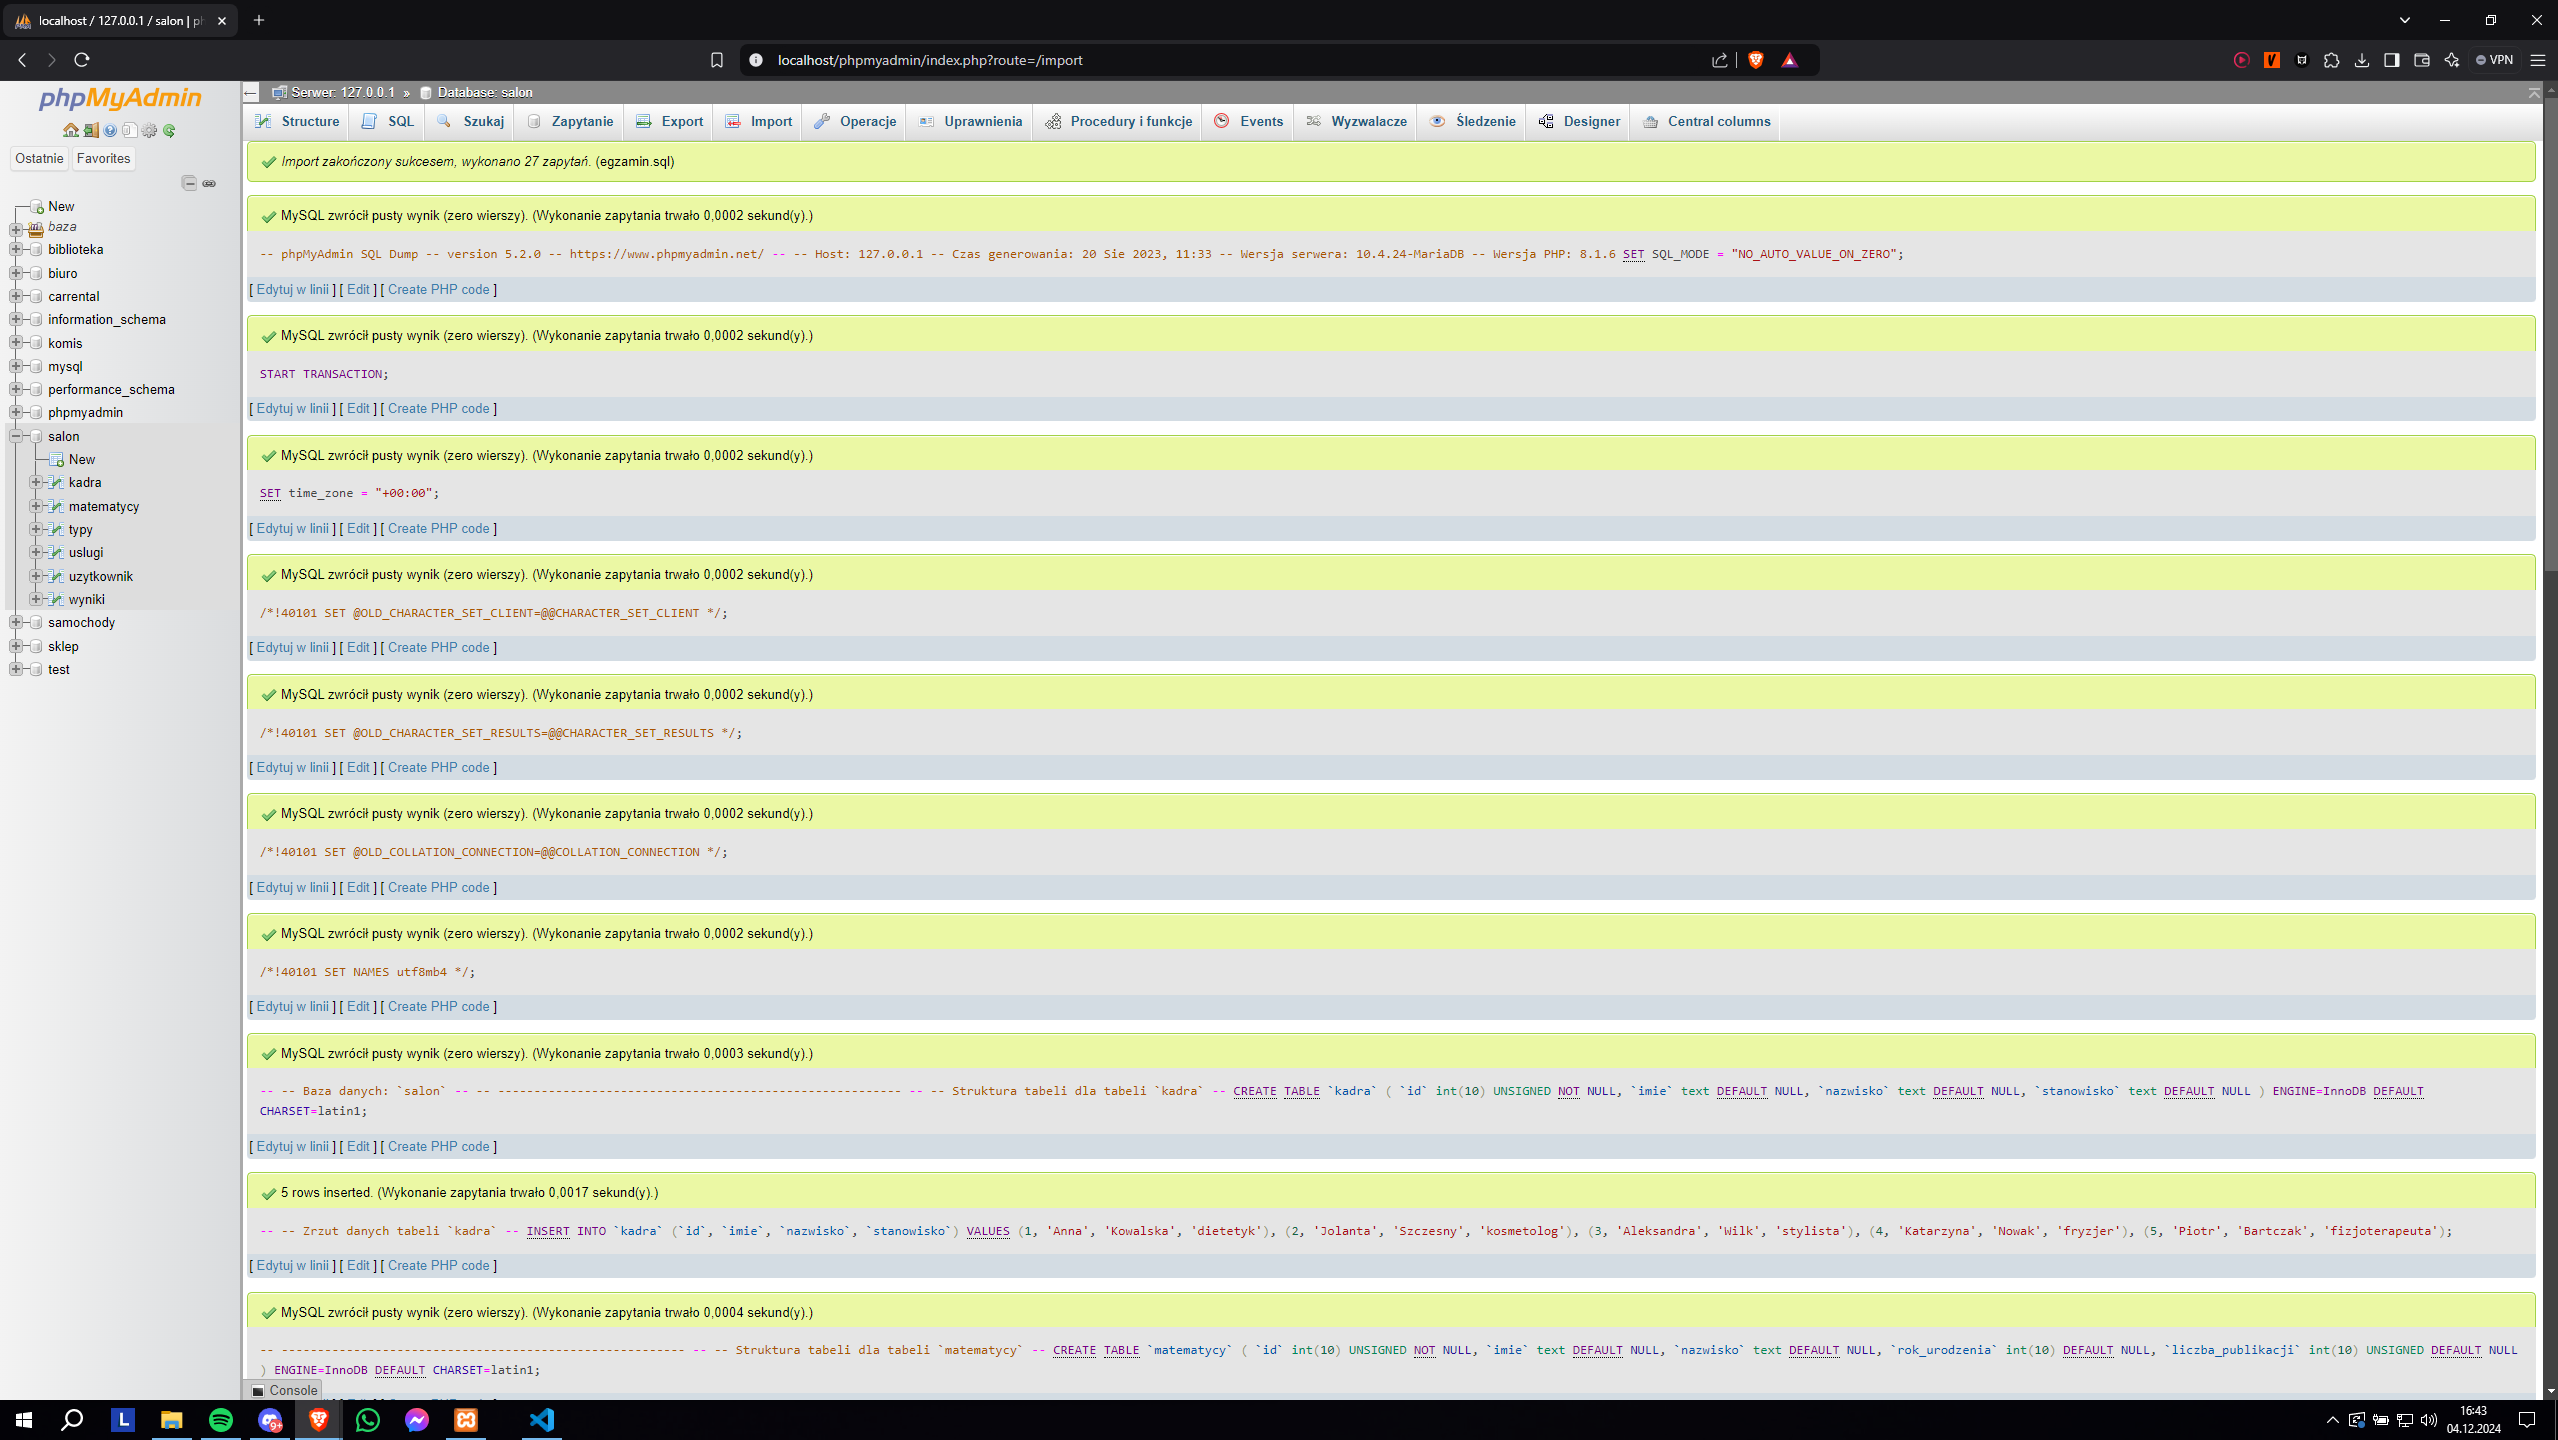 localhost / 127.0.0.1 / salon | ph
localhost/phpmyadmin/index.php?route=/import
VPN
phpMyAdmin
Ostatnie Favorites
New
baza
biblioteka
biuro
carrental
information_schema
komis
mysql
performance_schema
phpmyadmin
salon
New
kadra
matematycy
typy
uslugi
uzytkownik
wyniki
samochody
sklep
test
Serwer: 127.0.0.1 » Database: salon
Structure SQL Szukaj Zapytanie Export Import Operacje Uprawnienia Procedury i funkcje Events Wyzwalacze Śledzenie Designer Central columns
Import zakończony sukcesem, wykonano 27 zapytań. (egzamin.sql)
MySQL zwrócił pusty wynik (zero wierszy). (Wykonanie zapytania trwało 0,0002 sekund(y).)
-- phpMyAdmin SQL Dump -- version 5.2.0 -- https://www.phpmyadmin.net/ -- -- Host: 127.0.0.1 -- Czas generowania: 20 Sie 2023, 11:33 -- Wersja serwera: 10.4.24-MariaDB -- Wersja PHP: 8.1.6 SET SQL_MODE = "NO_AUTO_VALUE_ON_ZERO";
[ Edytuj w linii ] [ Edit ] [ Create PHP code ]
MySQL zwrócił pusty wynik (zero wierszy). (Wykonanie zapytania trwało 0,0002 sekund(y).)
START TRANSACTION;
[ Edytuj w linii ] [ Edit ] [ Create PHP code ]
MySQL zwrócił pusty wynik (zero wierszy). (Wykonanie zapytania trwało 0,0002 sekund(y).)
SET time_zone = "+00:00";
[ Edytuj w linii ] [ Edit ] [ Create PHP code ]
MySQL zwrócił pusty wynik (zero wierszy). (Wykonanie zapytania trwało 0,0002 sekund(y).)
/*!40101 SET @OLD_CHARACTER_SET_CLIENT=@@CHARACTER_SET_CLIENT */;
[ Edytuj w linii ] [ Edit ] [ Create PHP code ]
MySQL zwrócił pusty wynik (zero wierszy). (Wykonanie zapytania trwało 0,0002 sekund(y).)
/*!40101 SET @OLD_CHARACTER_SET_RESULTS=@@CHARACTER_SET_RESULTS */;
[ Edytuj w linii ] [ Edit ] [ Create PHP code ]
MySQL zwrócił pusty wynik (zero wierszy). (Wykonanie zapytania trwało 0,0002 sekund(y).)
/*!40101 SET @OLD_COLLATION_CONNECTION=@@COLLATION_CONNECTION */;
[ Edytuj w linii ] [ Edit ] [ Create PHP code ]
MySQL zwrócił pusty wynik (zero wierszy). (Wykonanie zapytania trwało 0,0002 sekund(y).)
/*!40101 SET NAMES utf8mb4 */;
[ Edytuj w linii ] [ Edit ] [ Create PHP code ]
MySQL zwrócił pusty wynik (zero wierszy). (Wykonanie zapytania trwało 0,0003 sekund(y).)
-- -- Baza danych: `salon` -- -- -------------------------------------------------------- -- -- Struktura tabeli dla tabeli `kadra` -- CREATE TABLE `kadra` ( `id` int(10) UNSIGNED NOT NULL, `imie` text DEFAULT NULL, `nazwisko` text DEFAULT NULL, `stanowisko` text DEFAULT NULL ) ENGINE=InnoDB DEFAULT
CHARSET=latin1;
[ Edytuj w linii ] [ Edit ] [ Create PHP code ]
5 rows inserted. (Wykonanie zapytania trwało 0,0017 sekund(y).)
-- -- Zrzut danych tabeli `kadra` -- INSERT INTO `kadra` (`id`, `imie`, `nazwisko`, `stanowisko`) VALUES (1, 'Anna', 'Kowalska', 'dietetyk'), (2, 'Jolanta', 'Szczesny', 'kosmetolog'), (3, 'Aleksandra', 'Wilk', 'stylista'), (4, 'Katarzyna', 'Nowak', 'fryzjer'), (5, 'Piotr', 'Bartczak', 'fizjoterapeuta');
[ Edytuj w linii ] [ Edit ] [ Create PHP code ]
MySQL zwrócił pusty wynik (zero wierszy). (Wykonanie zapytania trwało 0,0004 sekund(y).)
-- -------------------------------------------------------- -- -- Struktura tabeli dla tabeli `matematycy` -- CREATE TABLE `matematycy` ( `id` int(10) UNSIGNED NOT NULL, `imie` text DEFAULT NULL, `nazwisko` text DEFAULT NULL, `rok_urodzenia` int(10) DEFAULT NULL, `liczba_publikacji` int(10) UNSIGNED DEFAULT NULL
) ENGINE=InnoDB DEFAULT CHARSET=latin1;
Console
L
9+
16:43
04.12.2024